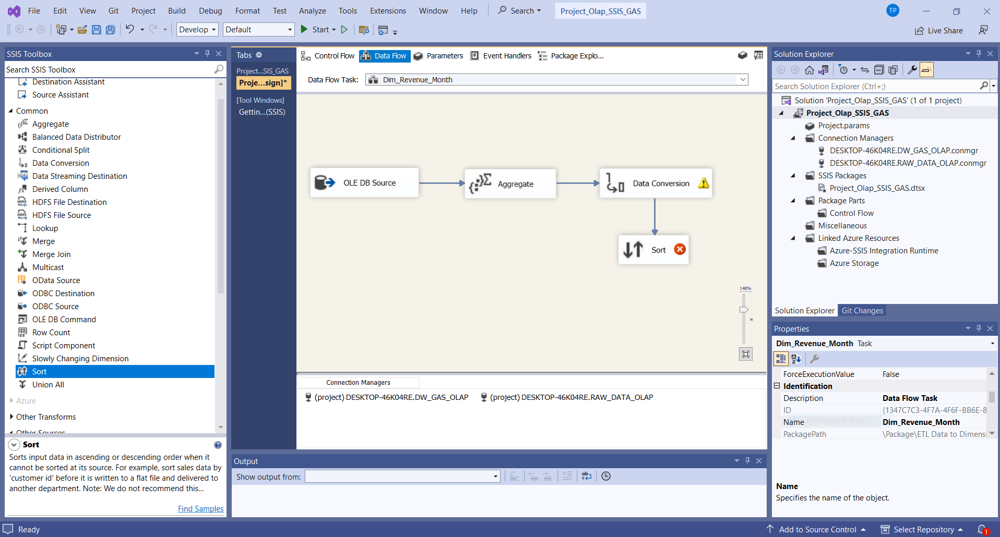 File Edit View Git Project Build Debug Format Test Analyze Tools Extensions Window Help Search Project_Olap_SSIS_GAS TP
Develop Default Start Live Share
SSIS Toolbox
Search SSIS Toolbox
Destination Assistant
Source Assistant
Common
Aggregate
Balanced Data Distributor
Conditional Split
Data Conversion
Data Streaming Destination
Derived Column
HDFS File Destination
HDFS File Source
Lookup
Merge
Merge Join
Multicast
OData Source
ODBC Destination
ODBC Source
OLE DB Command
Row Count
Script Component
Slowly Changing Dimension
Sort
Union All
Azure
Other Transforms
Other Sources
Sort
Sorts input data in ascending or descending order when it
cannot be sorted at its source. For example, sort sales data by
'customer id' before it is written to a flat file and delivered to
another department. Note: We do not recommend this...
Find Samples
Tabs
Project...SIS_GAS
Proje...sign]*
[Tool Windows]
Gettin...(SSIS)
Control Flow Data Flow Parameters Event Handlers Package Explo...
Data Flow Task: Dim_Revenue_Month
OLE DB Source
Aggregate
Data Conversion
Sort
140%
Connection Managers
(project) DESKTOP-46K04RE.DW_GAS_OLAP (project) DESKTOP-46K04RE.RAW_DATA_OLAP
Output
Show output from:
Solution Explorer
Search Solution Explorer (Ctrl+;)
Solution 'Project_Olap_SSIS_GAS' (1 of 1 project)
Project_Olap_SSIS_GAS
Project.params
Connection Managers
DESKTOP-46K04RE.DW_GAS_OLAP.conmgr
DESKTOP-46K04RE.RAW_DATA_OLAP.conmgr
SSIS Packages
Project_Olap_SSIS_GAS.dtsx
Package Parts
Control Flow
Miscellaneous
Linked Azure Resources
Azure-SSIS Integration Runtime
Azure Storage
Solution Explorer Git Changes
Properties
Dim_Revenue_Month Task
ForceExecutionValue False
Identification
Description Data Flow Task
ID {1347C7C3-4F7A-4F6F-BB6E-8
Rectangular Snip
Name Dim_Revenue_Month
PackagePath \Package\ETL Data to Dimensi
Name
Specifies the name of the object.
Ready Add to Source Control Select Repository 1